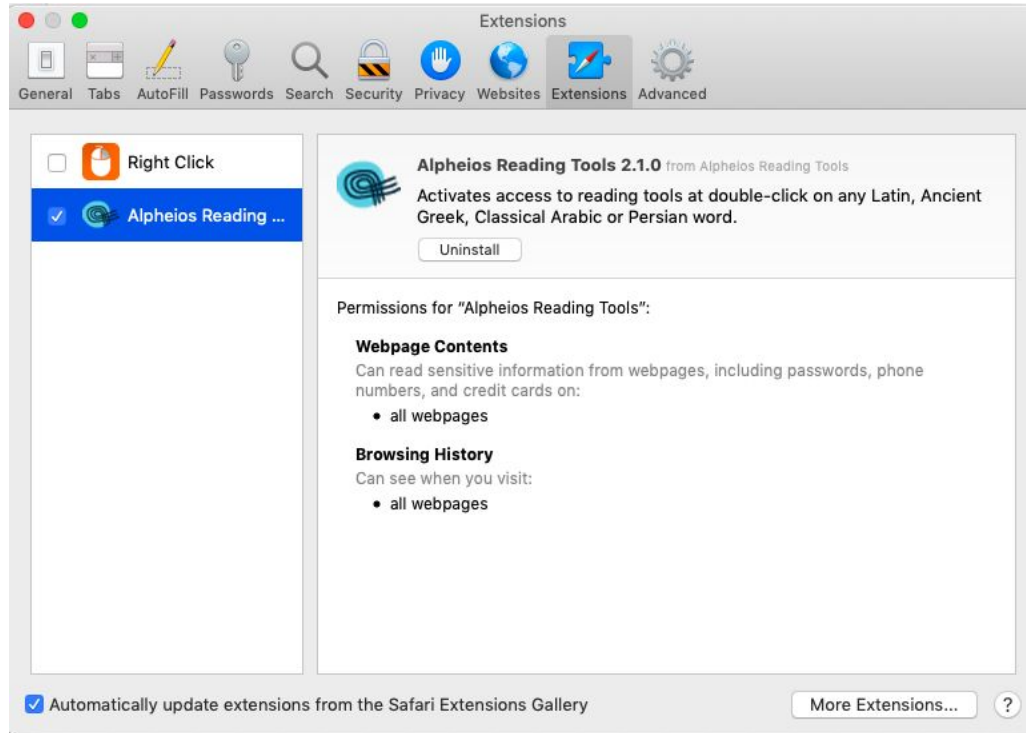 Extensions
General Tabs AutoFill Passwords Search Security Privacy Websites Extensions Advanced
Right Click
Alpheios Reading ...
Alpheios Reading Tools 2.1.0 from Alpheios Reading Tools
Activates access to reading tools at double-click on any Latin, Ancient
Greek, Classical Arabic or Persian word.
Uninstall
Permissions for “Alpheios Reading Tools”:
Webpage Contents
Can read sensitive information from webpages, including passwords, phone
numbers, and credit cards on:
• all webpages
Browsing History
Can see when you visit:
• all webpages
Automatically update extensions from the Safari Extensions Gallery
More Extensions...
?